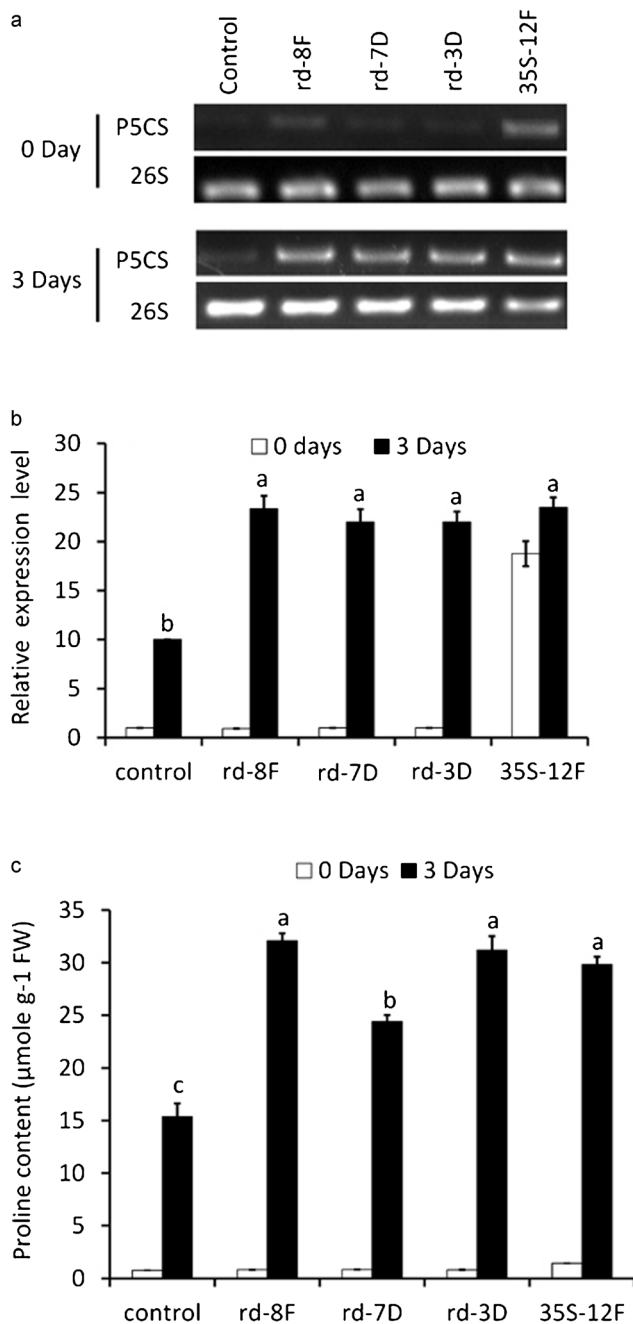 a
Control rd-8F rd-7D rd-3D 35S-12F
0 Day
P5CS
26S
3 Days
P5CS
26S
b
0 days 3 Days
Relative expression level
30
25
20
15
10
5
0
b a a a a
control rd-8F rd-7D rd-3D 35S-12F
c
0 Days 3 Days
Proline content (µmole g-1 FW)
35
30
25
20
15
10
5
0
c a b a a
control rd-8F rd-7D rd-3D 35S-12F